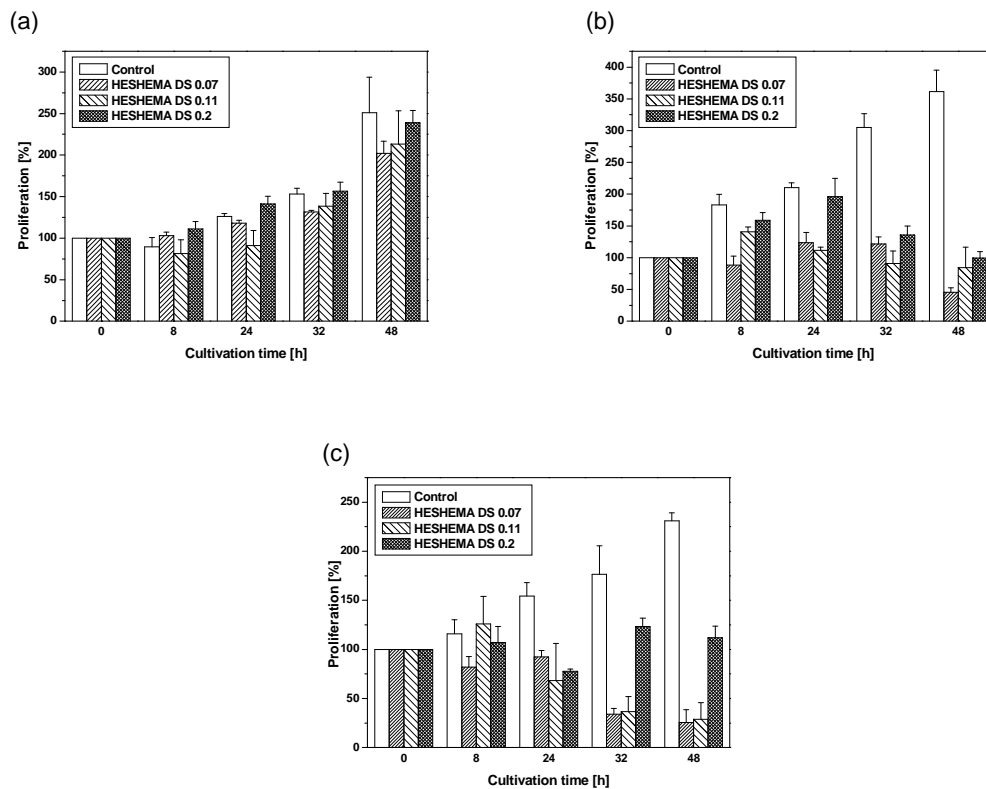 (a)
300
250
200
150
100
50
0
Proliferation [%]
Control
HESHEMA DS 0.07
HESHEMA DS 0.11
HESHEMA DS 0.2
0 8 24 32 48
Cultivation time [h]
(b)
400
350
300
250
200
150
100
50
0
Proliferation [%]
Control
HESHEMA DS 0.07
HESHEMA DS 0.11
HESHEMA DS 0.2
0 8 24 32 48
Cultivation time [h]
(c)
250
200
150
100
50
0
Proliferation [%]
Control
HESHEMA DS 0.07
HESHEMA DS 0.11
HESHEMA DS 0.2
0 8 24 32 48
Cultivation time [h]